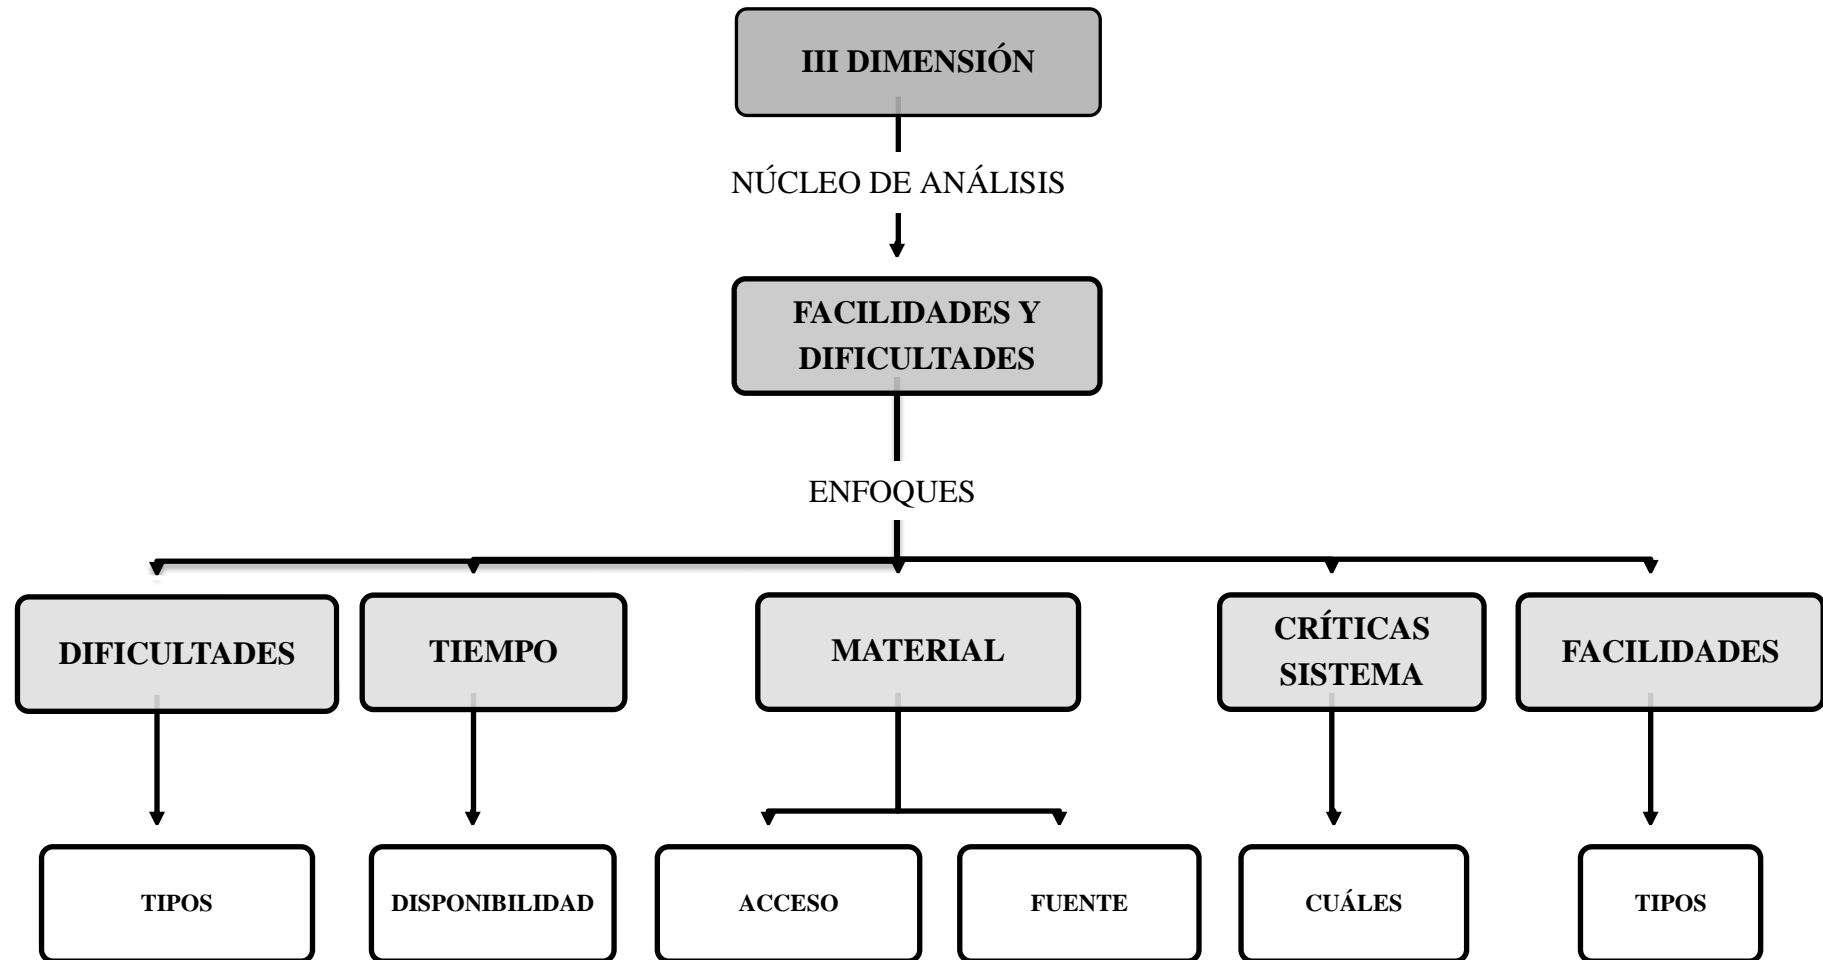 III DIMENSIÓN
NÚCLEO DE ANÁLISIS
FACILIDADES Y
DIFICULTADES
ENFOQUES
DIFICULTADES
TIEMPO
MATERIAL
CRÍTICAS
SISTEMA
FACILIDADES
TIPOS
DISPONIBILIDAD
ACCESO
FUENTE
CUÁLES
TIPOS